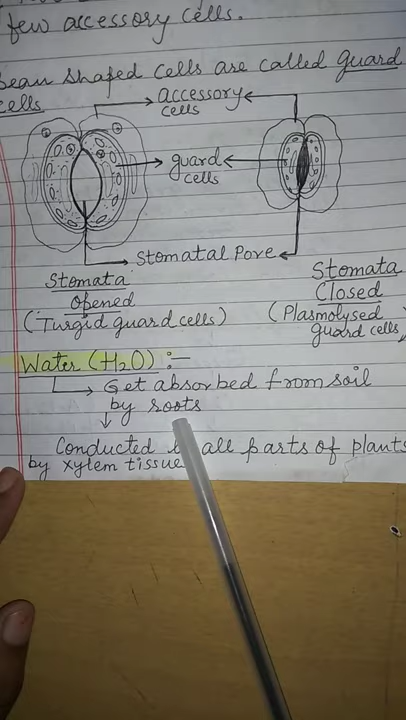 few accessory cells.
Bean shaped cells are called guard
cells
accessory
cells
guard
cells
Stomatal Pore
Stomata
opened
(Turgid guard cells)
Stomata
Closed
(Plasmolysed
guard cells)
Water (H2O) :-
Get absorbed from soil
by roots
Conducted all parts of plants
by xylem tissue